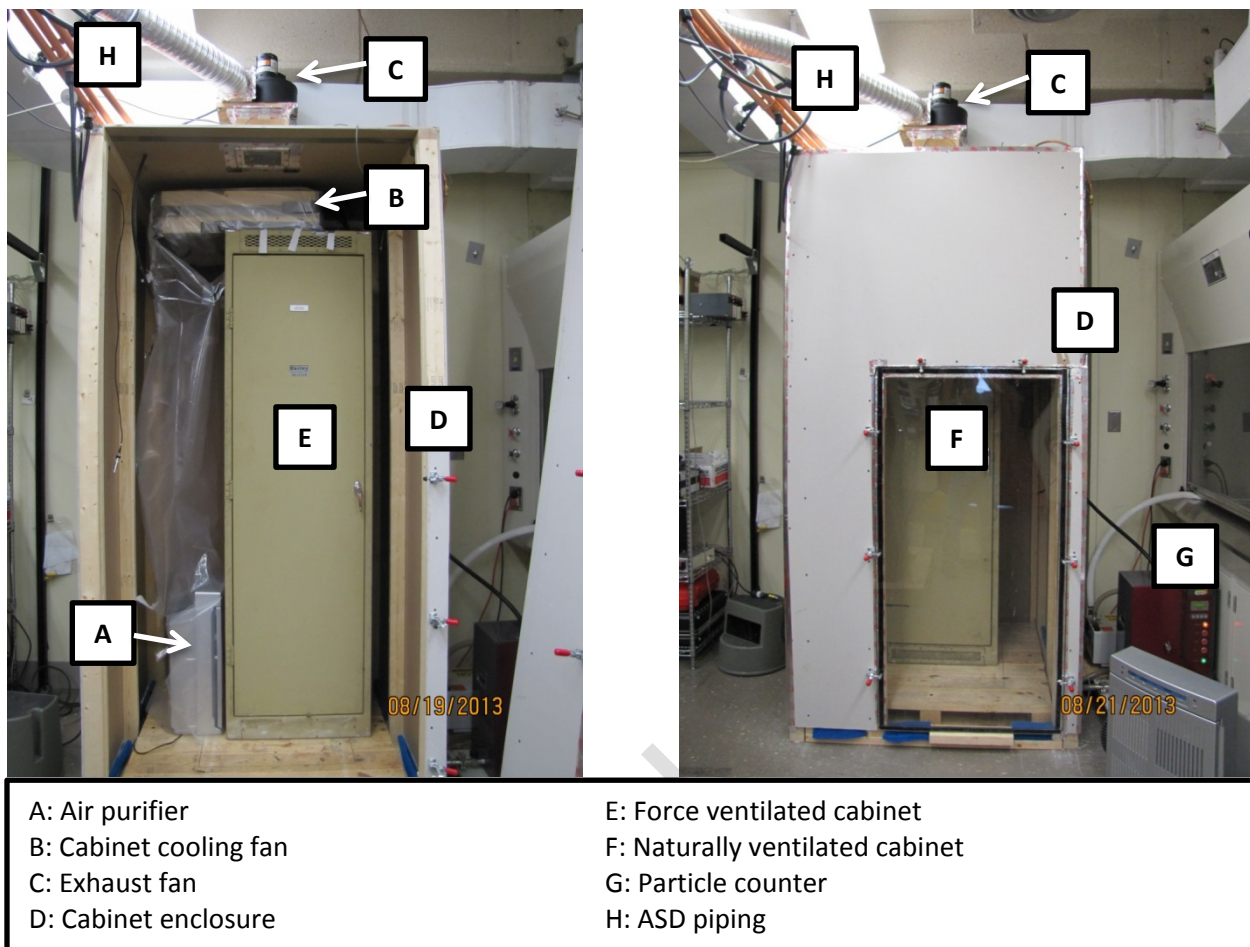 H
C
H
C
B
D
E
D
F
G
A
08/19/2013
08/21/2013
A: Air purifier
B: Cabinet cooling fan
C: Exhaust fan
D: Cabinet enclosure
E: Force ventilated cabinet
F: Naturally ventilated cabinet
G: Particle counter
H: ASD piping